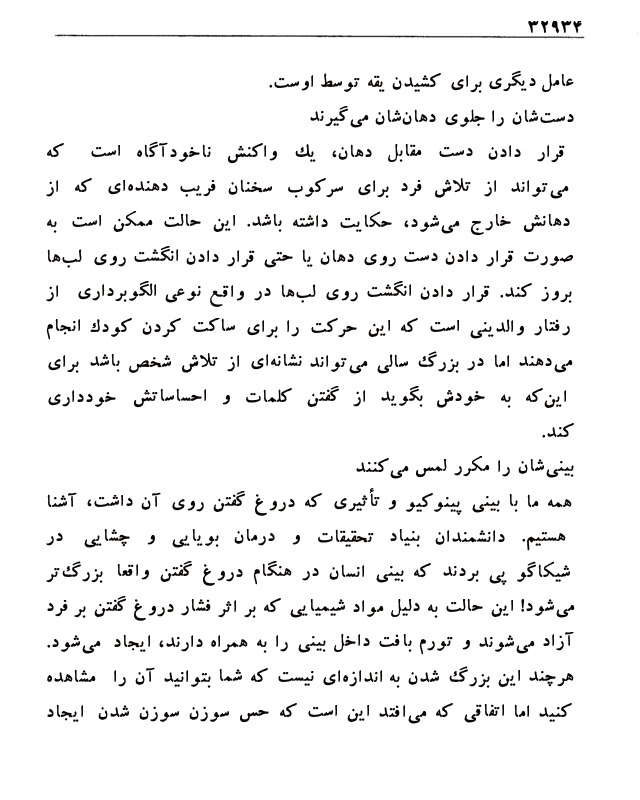 ۳۲۹۳۴
عامل دیگری برای کشیدن یقه توسط اوست.
دست‌شان را جلوی دهان‌شان می‌گیرند
قرار دادن دست مقابل دهان، یك واکنش ناخودآگاه است که
می‌تواند از تلاش فرد برای سرکوب سخنان فریب دهنده‌ای که از
دهانش خارج می‌شود، حکایت داشته باشد. این حالت ممکن است به
صورت قرار دادن دست روی دهان یا حتی قرار دادن انگشت روی لب‌ها
بروز کند. قرار دادن انگشت روی لب‌ها در واقع نوعی الگوبرداری از
رفتار والدینی است که این حرکت را برای ساکت کردن کودك انجام
می‌دهند اما در بزرگ سالی می‌تواند نشانه‌ای از تلاش شخص باشد برای
این‌که به خودش بگوید از گفتن کلمات و احساساتش خودداری
کند.
بینی‌شان را مکرر لمس می‌کنند
همه ما با بینی پینوکیو و تأثیری که دروغ گفتن روی آن داشت، آشنا
هستیم. دانشمندان بنیاد تحقیقات و درمان بویایی و چشایی در
شیکاگو پی بردند که بینی انسان در هنگام دروغ گفتن واقعا بزرگ‌تر
می‌شود! این حالت به دلیل مواد شیمیایی که بر اثر فشار دروغ گفتن بر فرد
آزاد می‌شوند و تورم بافت داخل بینی را به همراه دارند، ایجاد می‌شود.
هرچند این بزرگ شدن به اندازه‌ای نیست که شما بتوانید آن را مشاهده
کنید اما اتفاقی که می‌افتد این است که حس سوزن سوزن شدن ایجاد